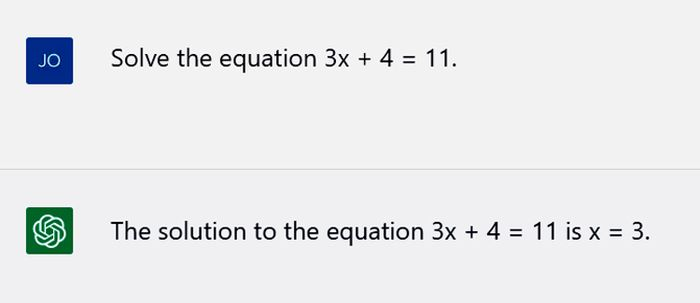 JO
Solve the equation 3x + 4 = 11.
The solution to the equation 3x + 4 = 11 is x = 3.